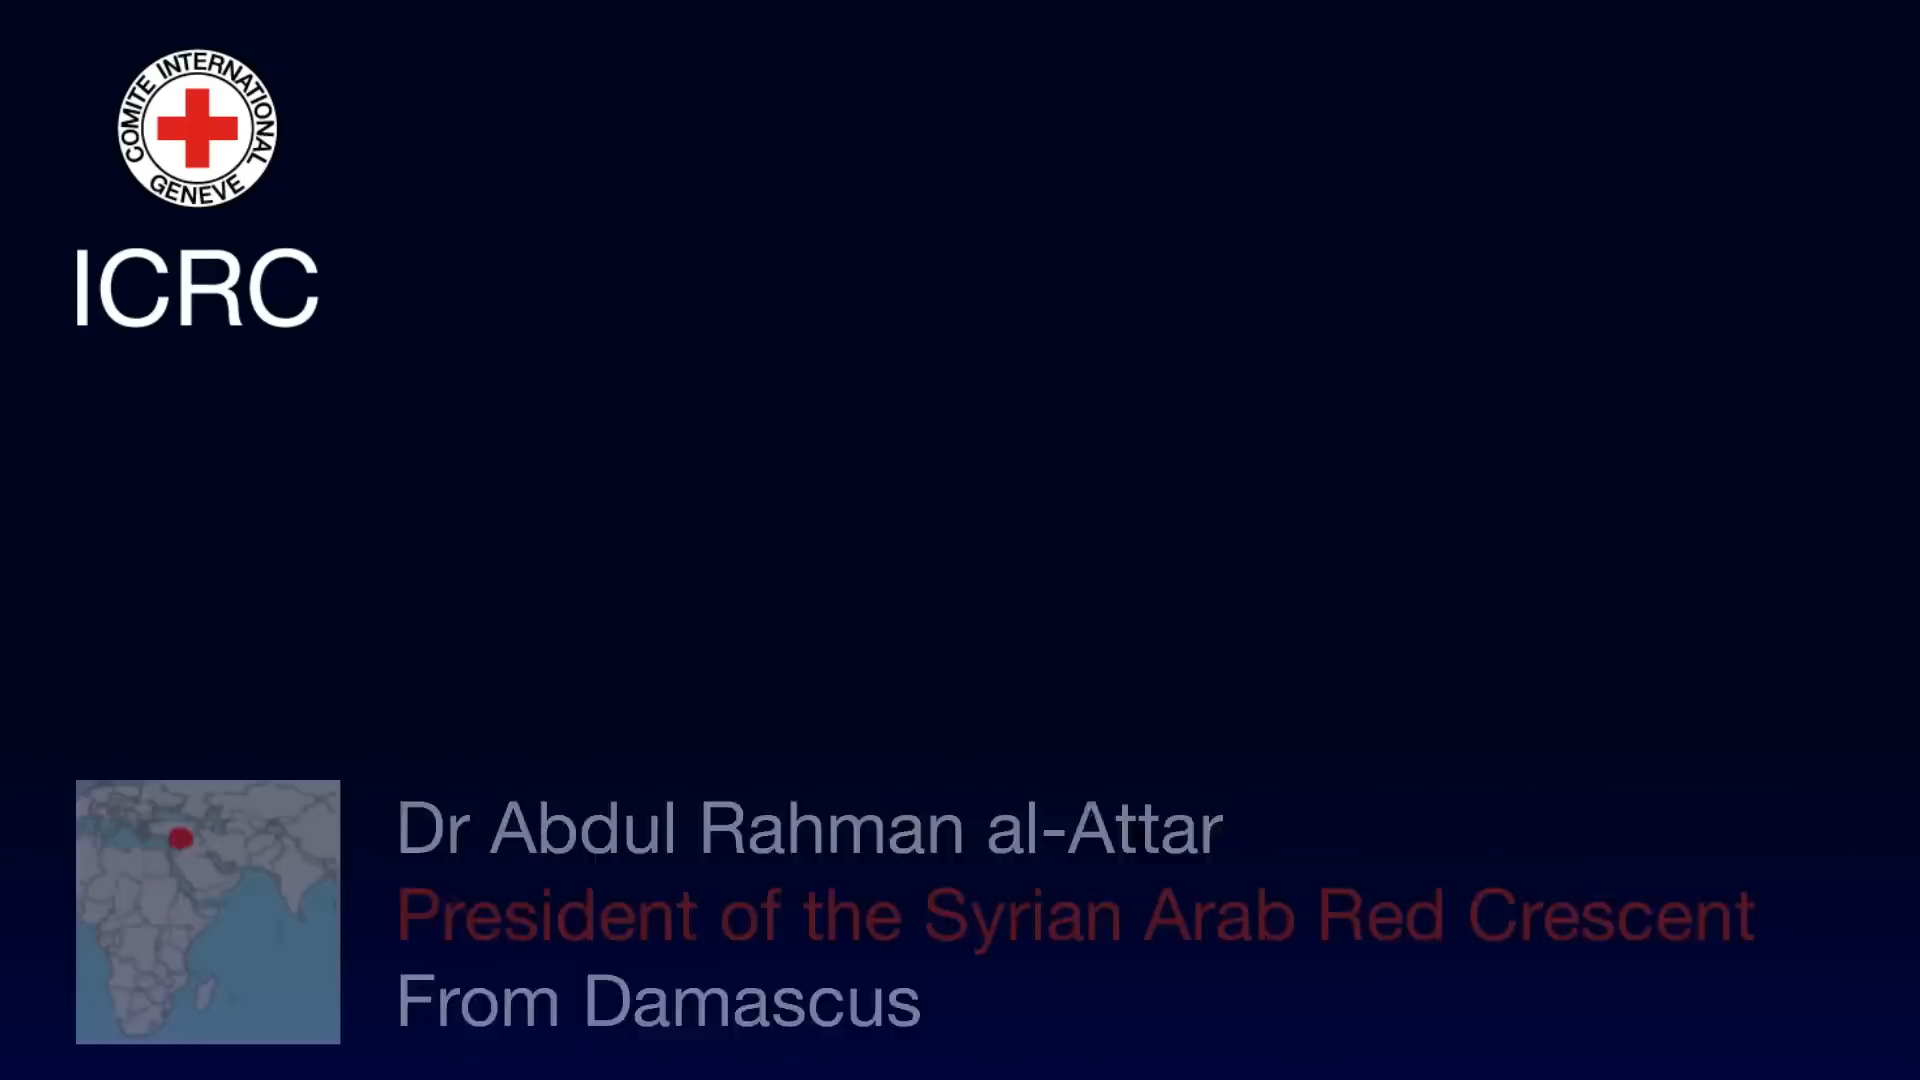 COMITE INTERNATIONAL
GENEVE
ICRC
Dr Abdul Rahman al-Attar
President of the Syrian Arab Red Crescent
From Damascus